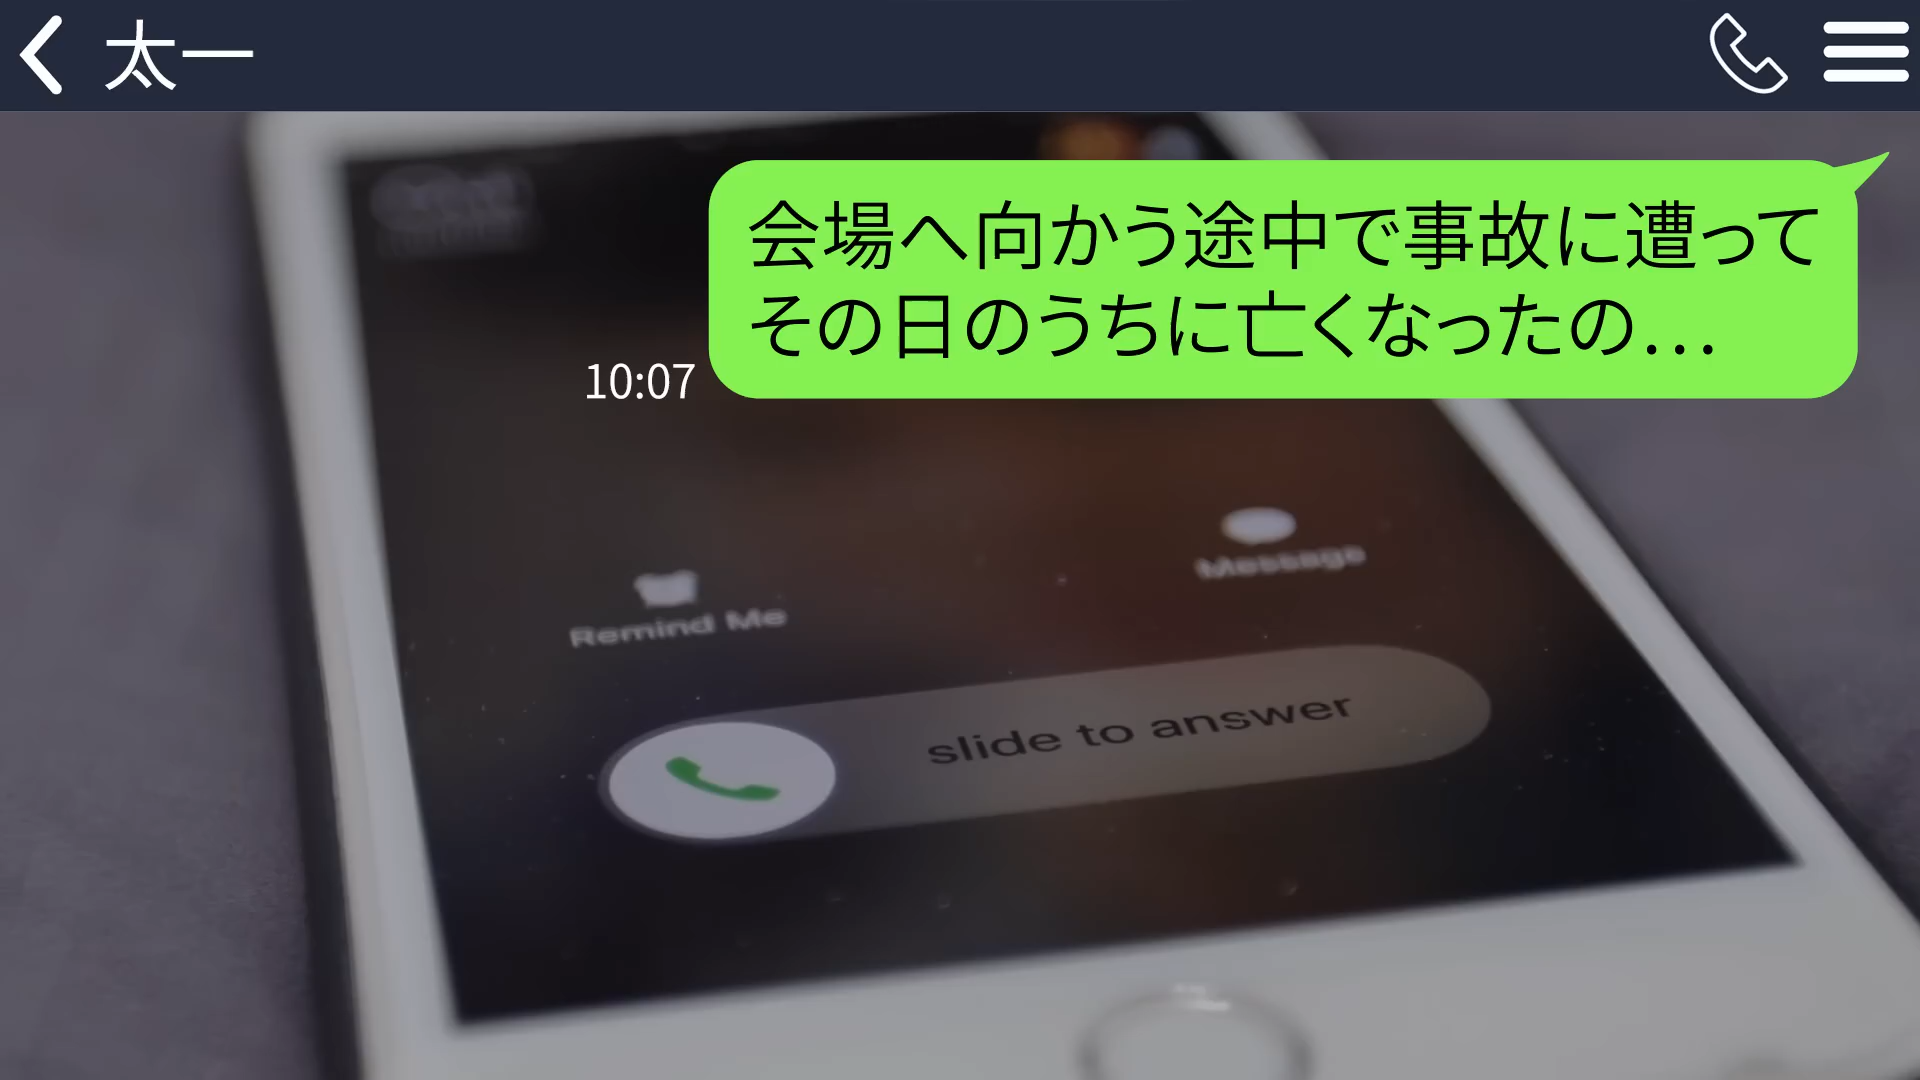 太一
会場へ向かう途中で事故に遭って
その日のうちに亡くなったの...
10:07
Message
Remind Me
slide to answer